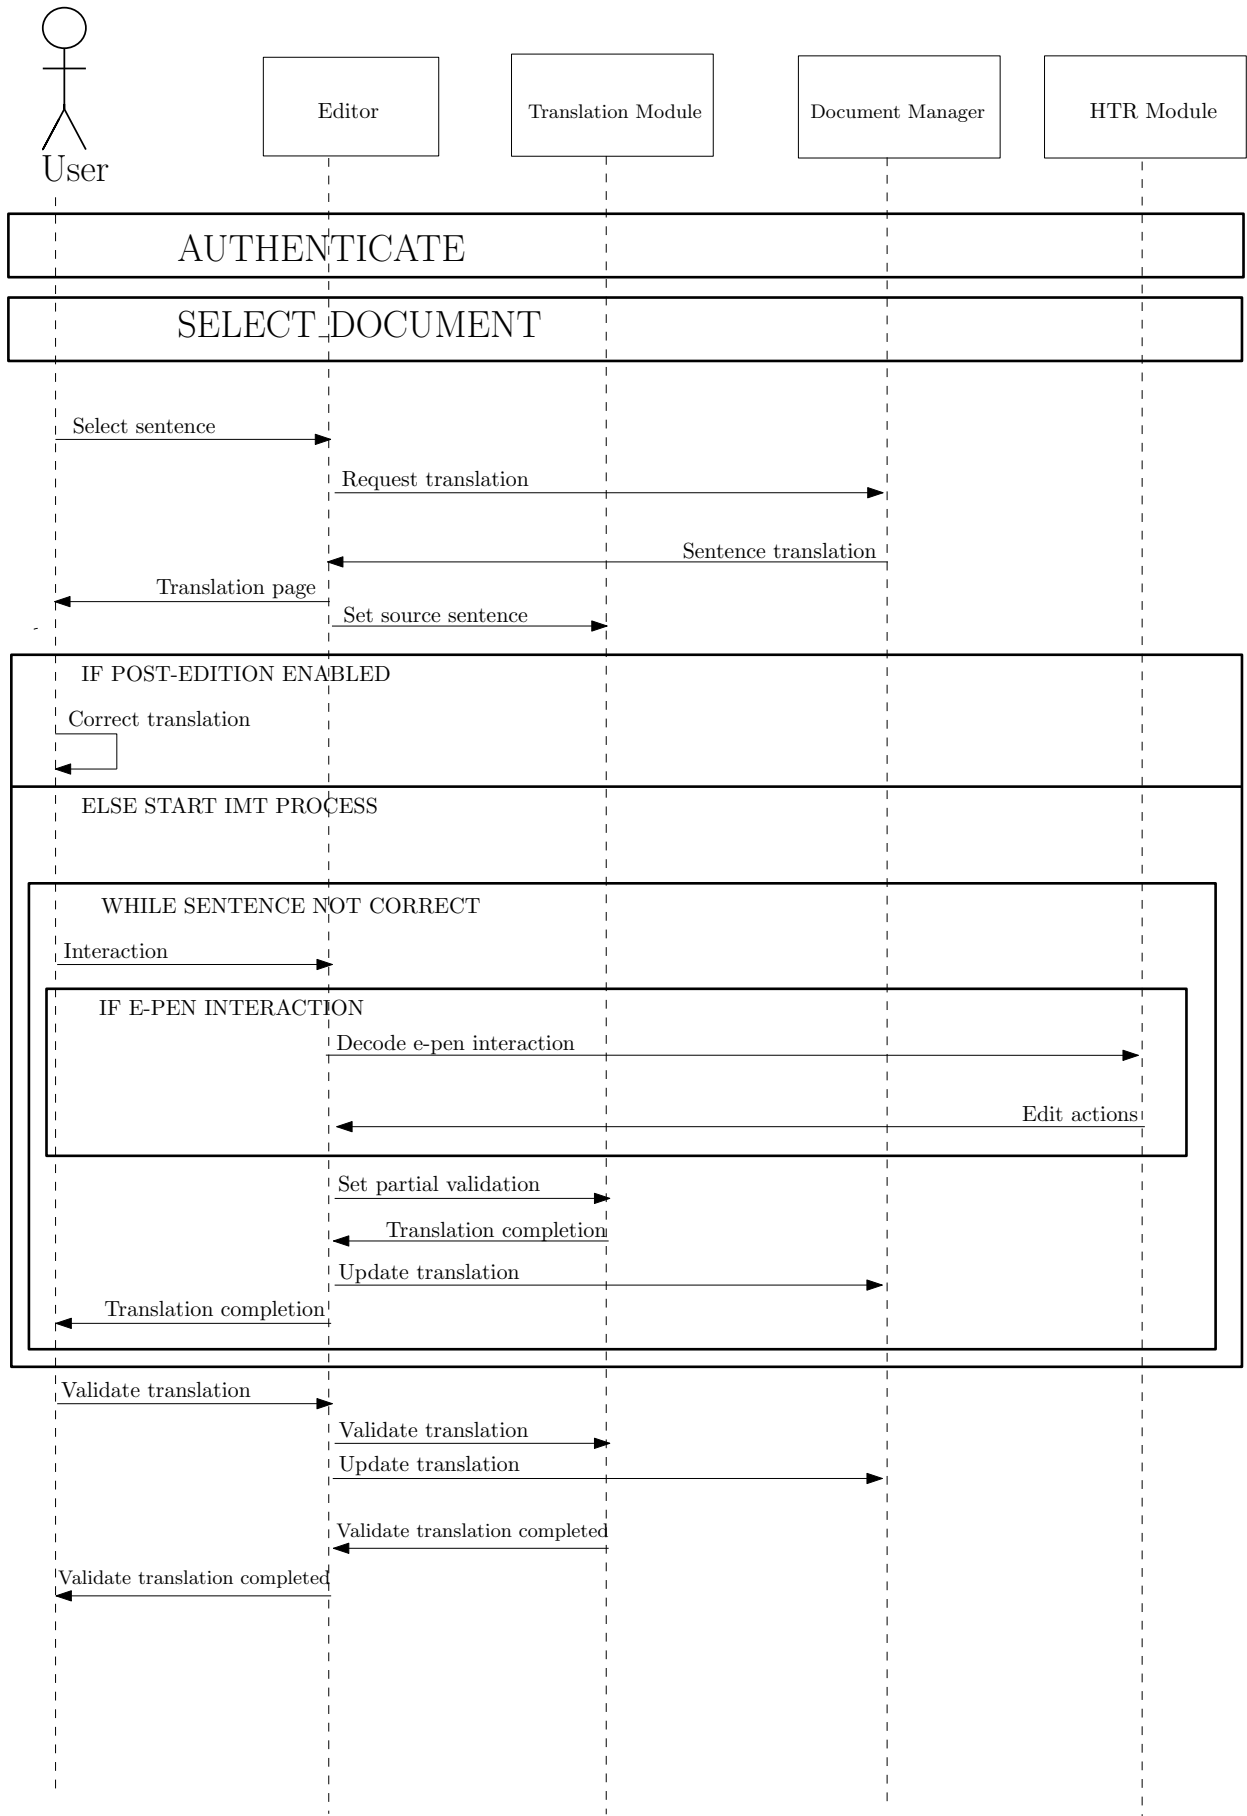 User
Editor
Translation Module
Document Manager
HTR Module
AUTHENTICATE
SELECT_DOCUMENT
Select sentence
Request translation
Sentence translation
Translation page
Set source sentence
IF POST-EDITION ENABLED
Correct translation
ELSE START IMT PROCESS
WHILE SENTENCE NOT CORRECT
Interaction
IF E-PEN INTERACTION
Decode e-pen interaction
Edit actions
Set partial validation
Translation completion
Update translation
Translation completion
Validate translation
Validate translation
Update translation
Validate translation completed
Validate translation completed